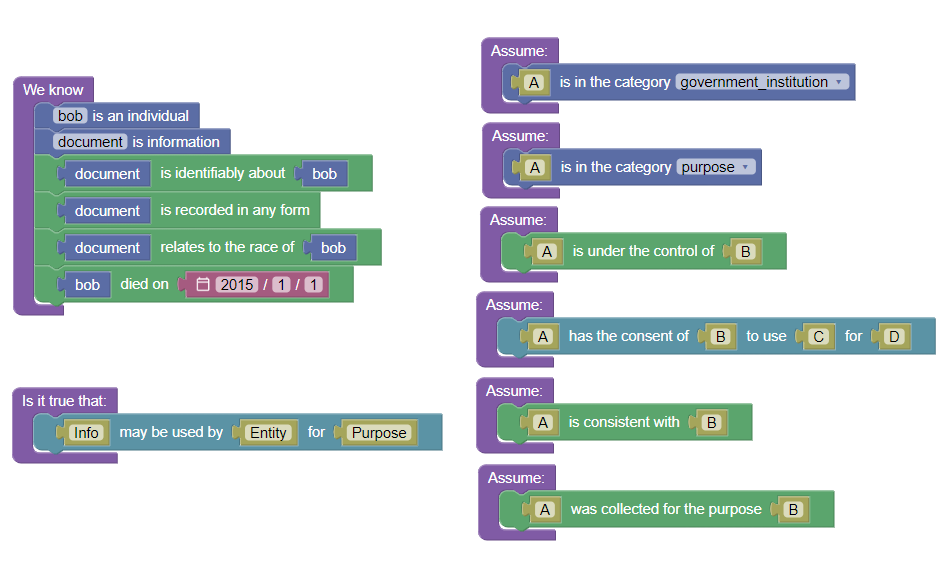 We know
bob is an individual
document is information
document is identifiably about bob
document is recorded in any form
document relates to the race of bob
bob died on 2015 / 1 / 1
Is it true that:
Info may be used by Entity for Purpose
Assume:
A is in the category government_institution
Assume:
A is in the category purpose
Assume:
A is under the control of B
Assume:
A has the consent of B to use C for D
Assume:
A is consistent with B
Assume:
A was collected for the purpose B